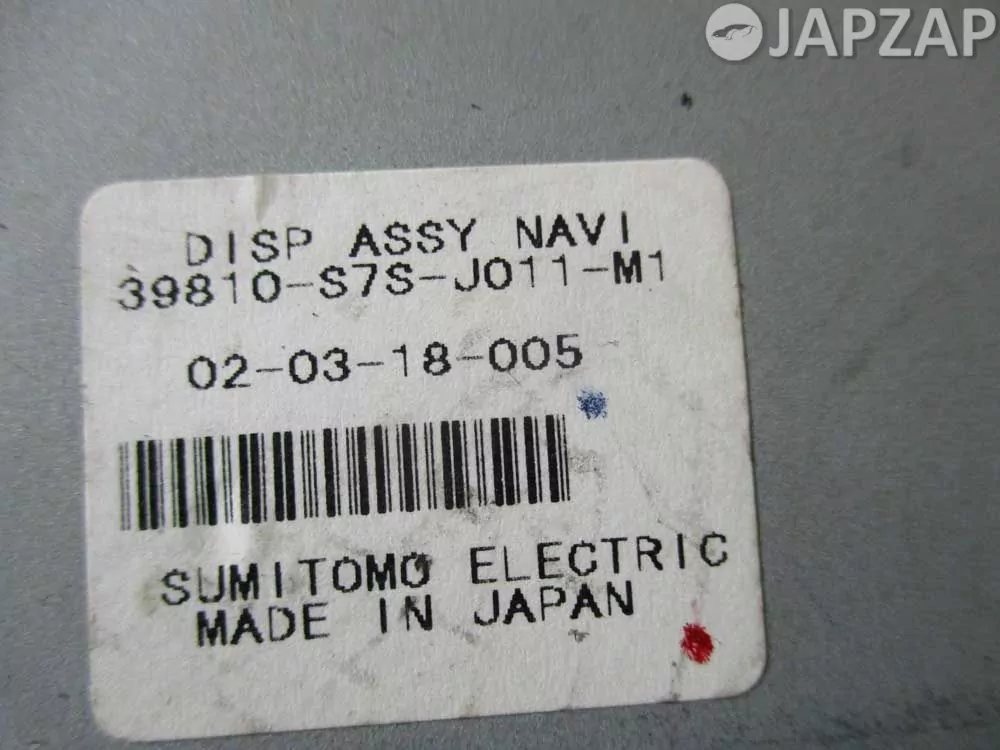 JAPZAP
DISP ASSY NAVI
39810-S7S-J011-M1
02-03-18-005
SUMITOMO ELECTRIC
MADE IN JAPAN